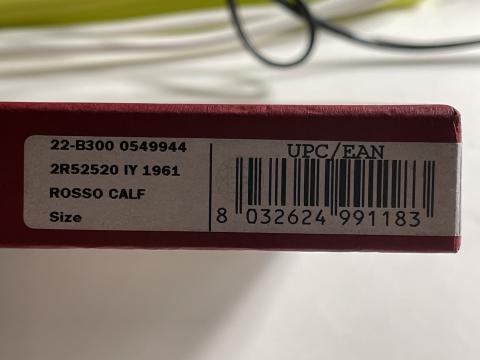 22-B300 0549944
2R52520 IY 1961
ROSSO CALF
Size
UPC/EAN
8 032624 991183